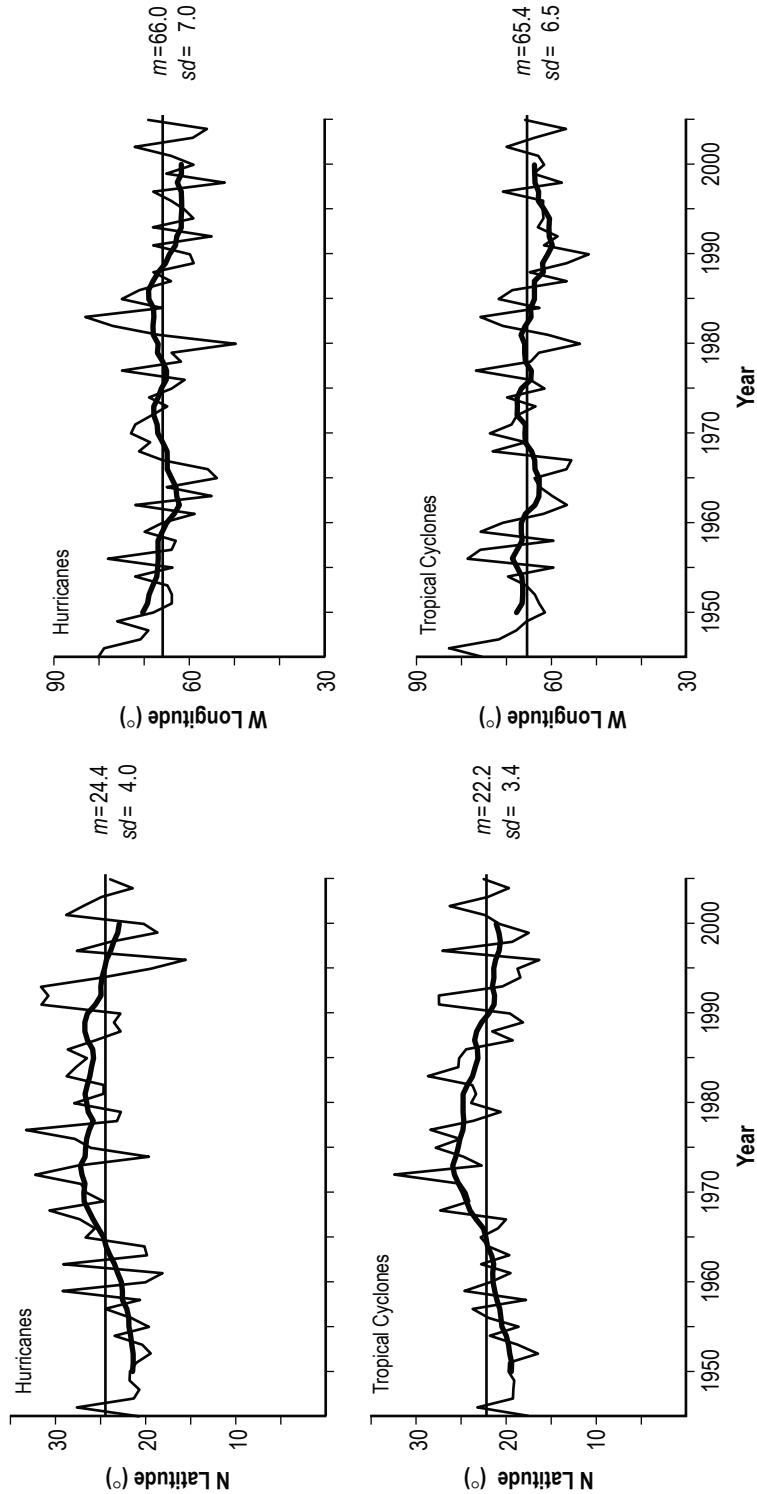 Hurricanes
30
20
10
N Latitude (°)
m=24.4
sd= 4.0
Tropical Cyclones
30
20
10
N Latitude (°)
1950 1960 1970 1980 1990 2000
Year
m=22.2
sd= 3.4
Hurricanes
90
60
30
W Longitude (°)
m=66.0
sd= 7.0
Tropical Cyclones
90
60
30
W Longitude (°)
1950 1960 1970 1980 1990 2000
Year
m=65.4
sd= 6.5